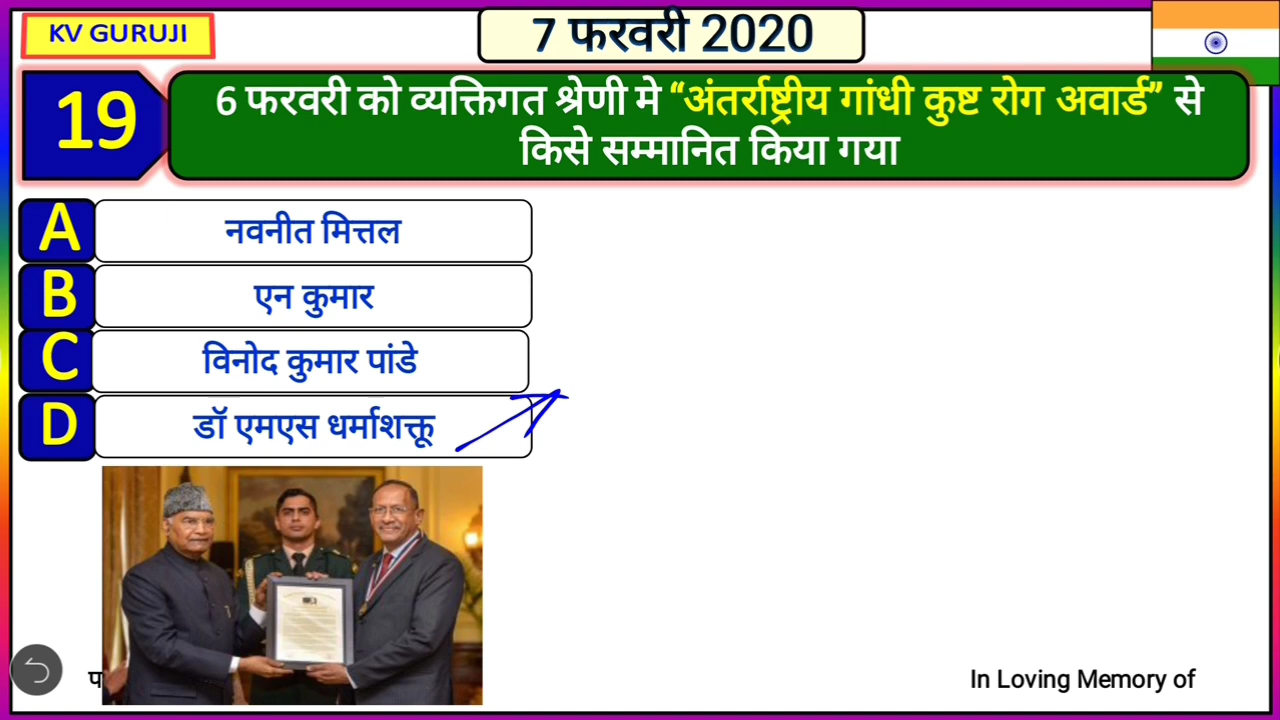 KV GURUJI
7 फरवरी 2020
19
6 फरवरी को व्यक्तिगत श्रेणी मे “अंतर्राष्ट्रीय गांधी कुष्ट रोग अवार्ड” से
किसे सम्मानित किया गया
A नवनीत मित्तल
B एन कुमार
C विनोद कुमार पांडे
D डॉ एमएस धर्माशक्तू
In Loving Memory of